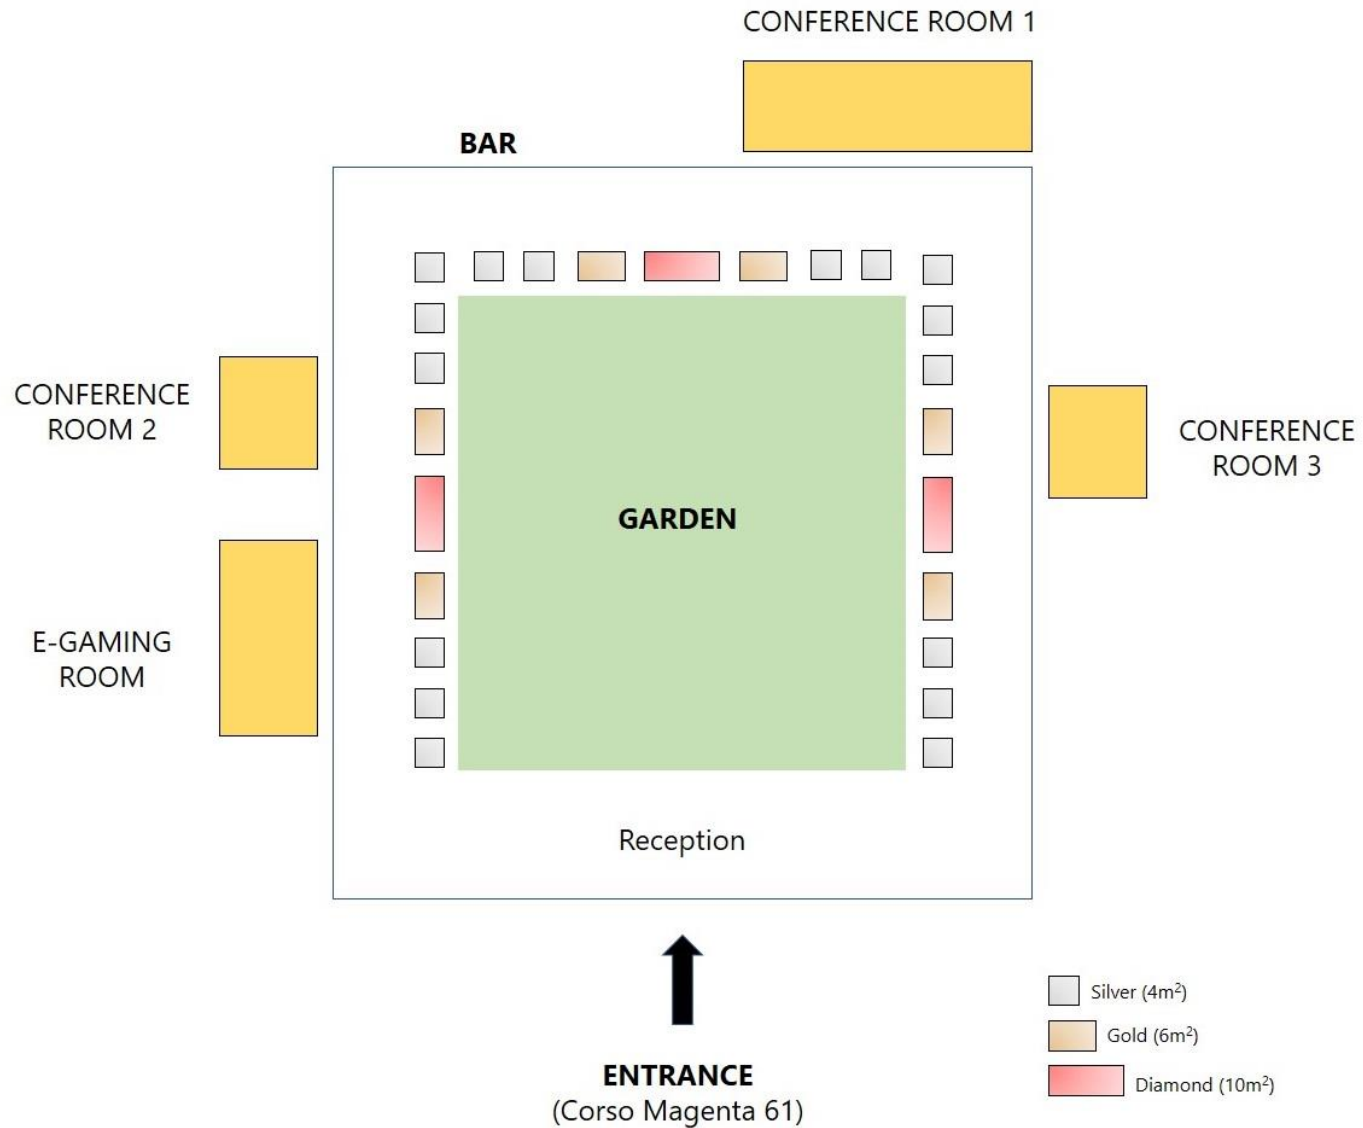 CONFERENCE ROOM 1
BAR
CONFERENCE
ROOM 2
CONFERENCE
ROOM 3
GARDEN
E-GAMING
ROOM
Reception
ENTRANCE
(Corso Magenta 61)
Silver (4m²)
Gold (6m²)
Diamond (10m²)